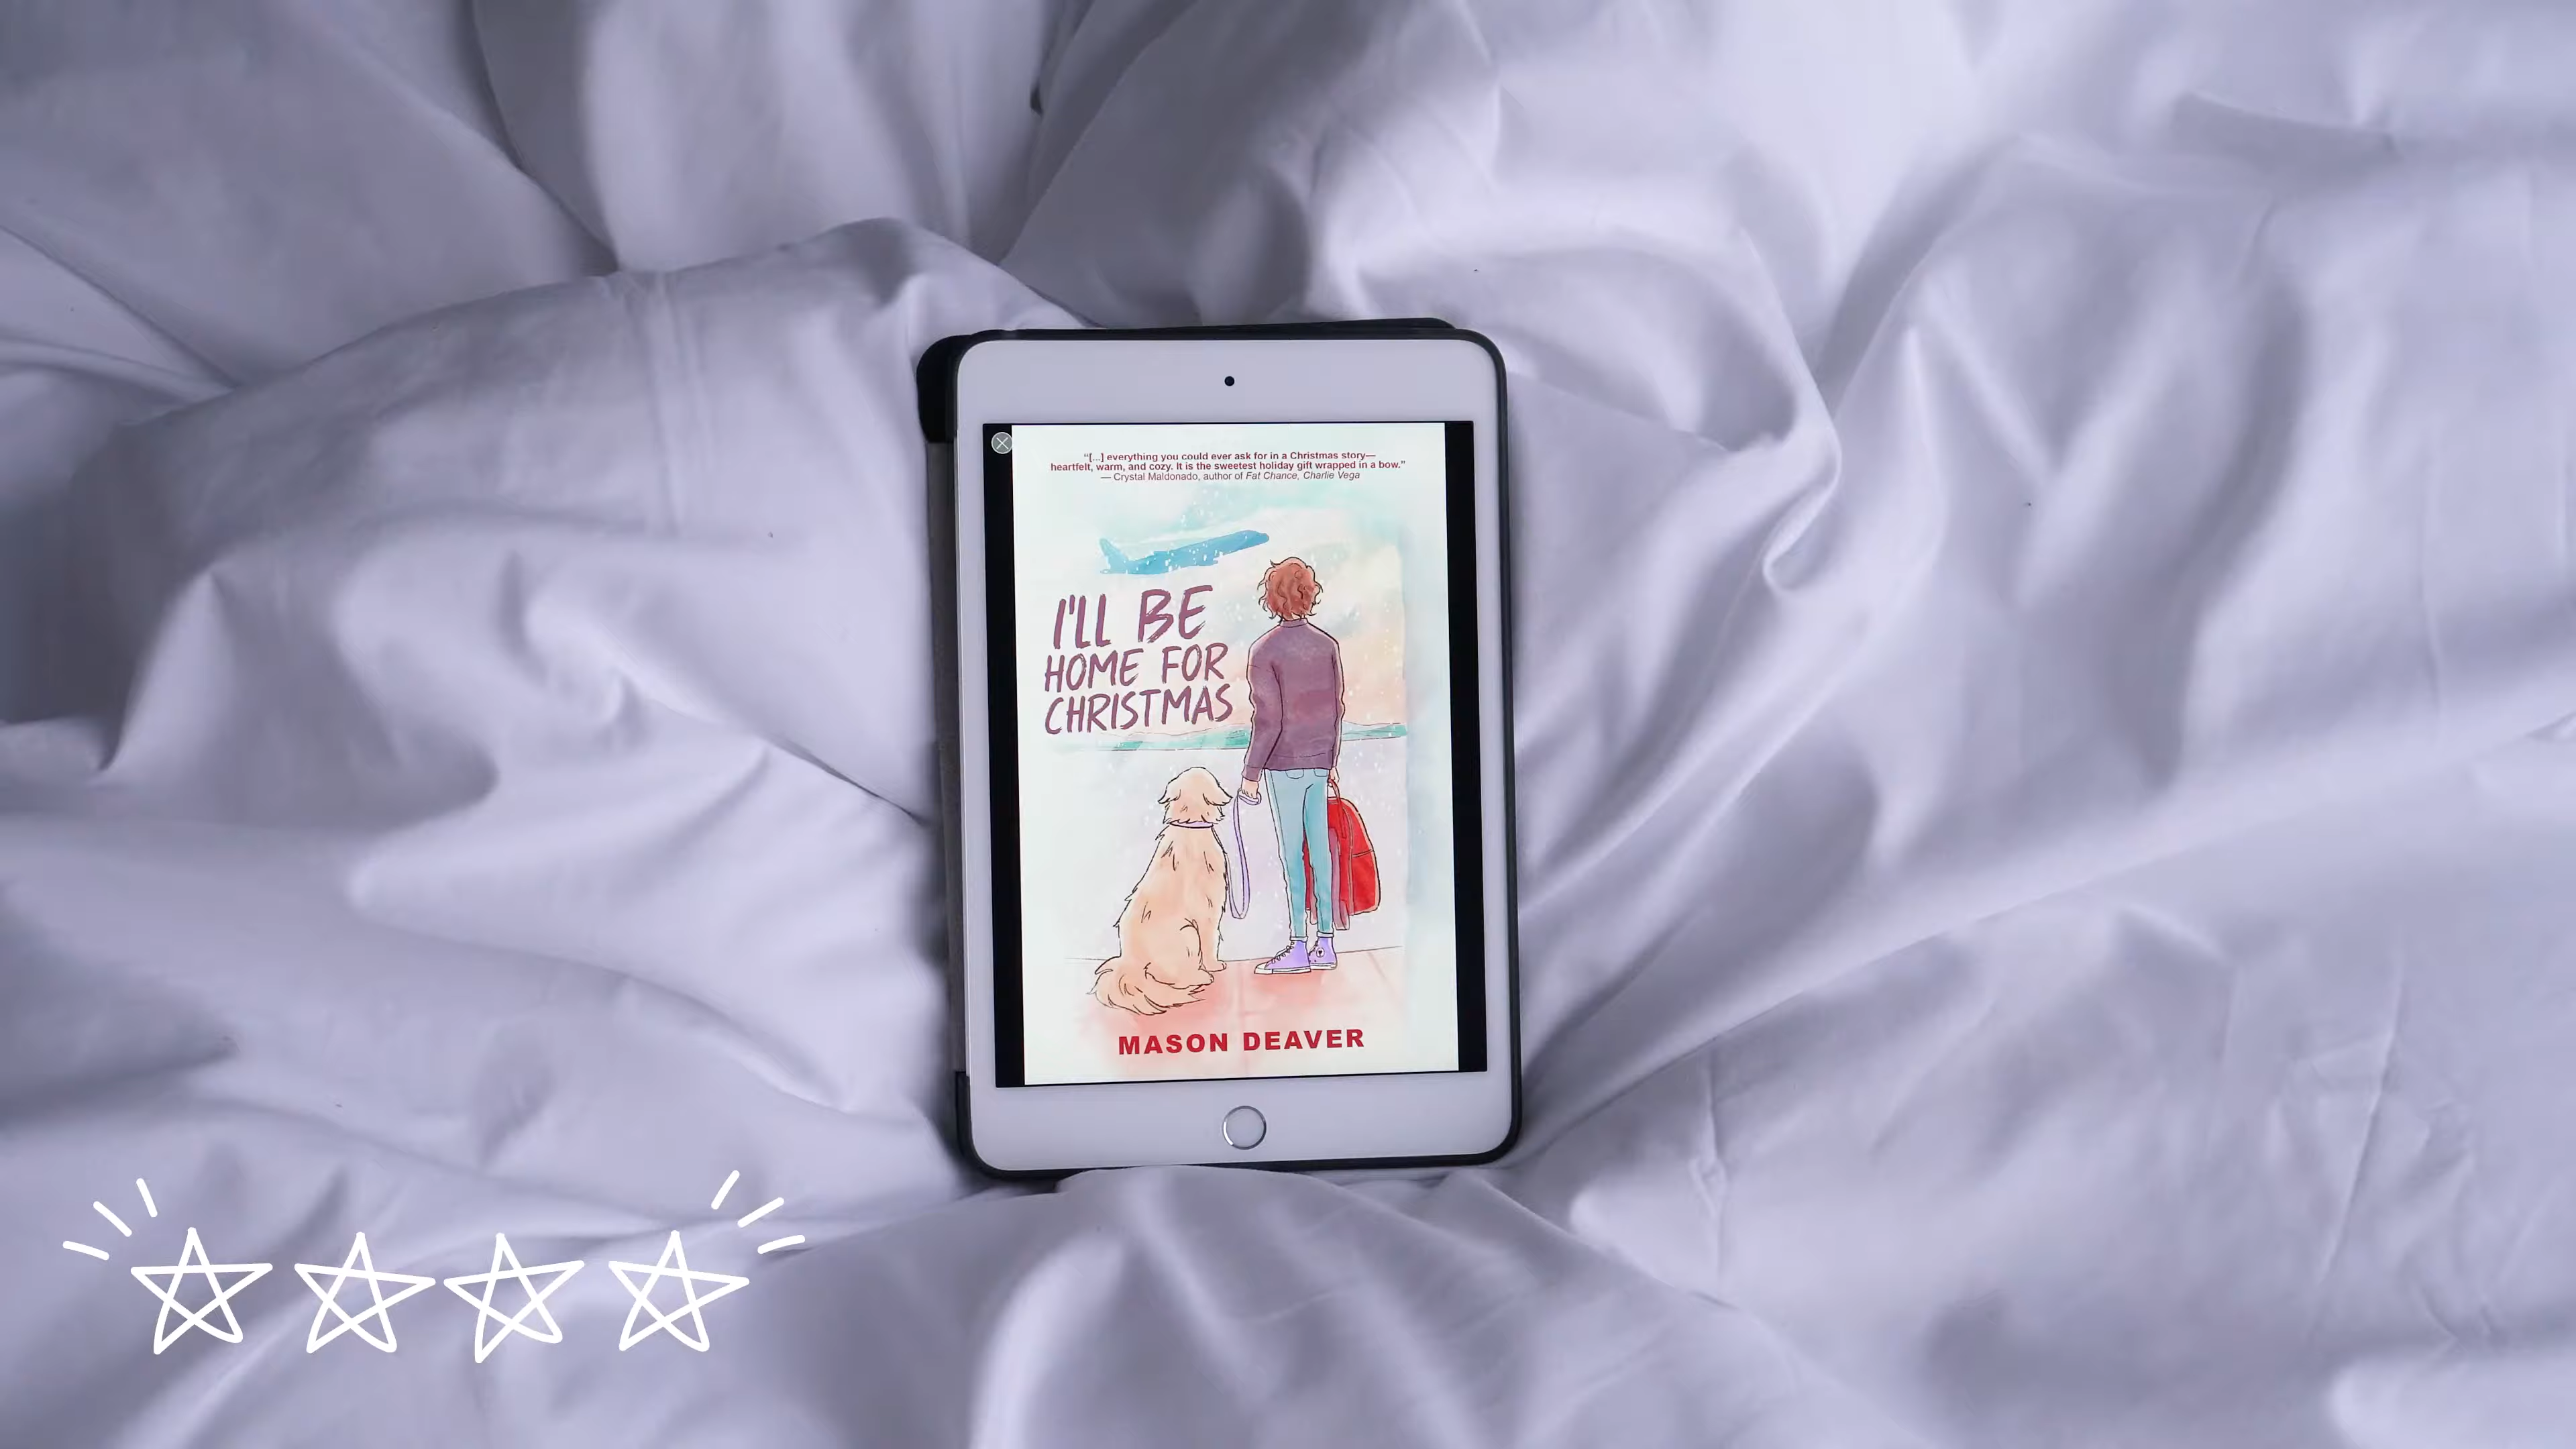 “[...] everything you could ever ask for in a Christmas story—
heartfelt, warm, and cozy. It is the sweetest holiday gift wrapped in a bow.”
— Crystal Maldonado, author of Fat Chance, Charlie Vega
I'LL BE
HOME FOR
CHRISTMAS
MASON DEAVER